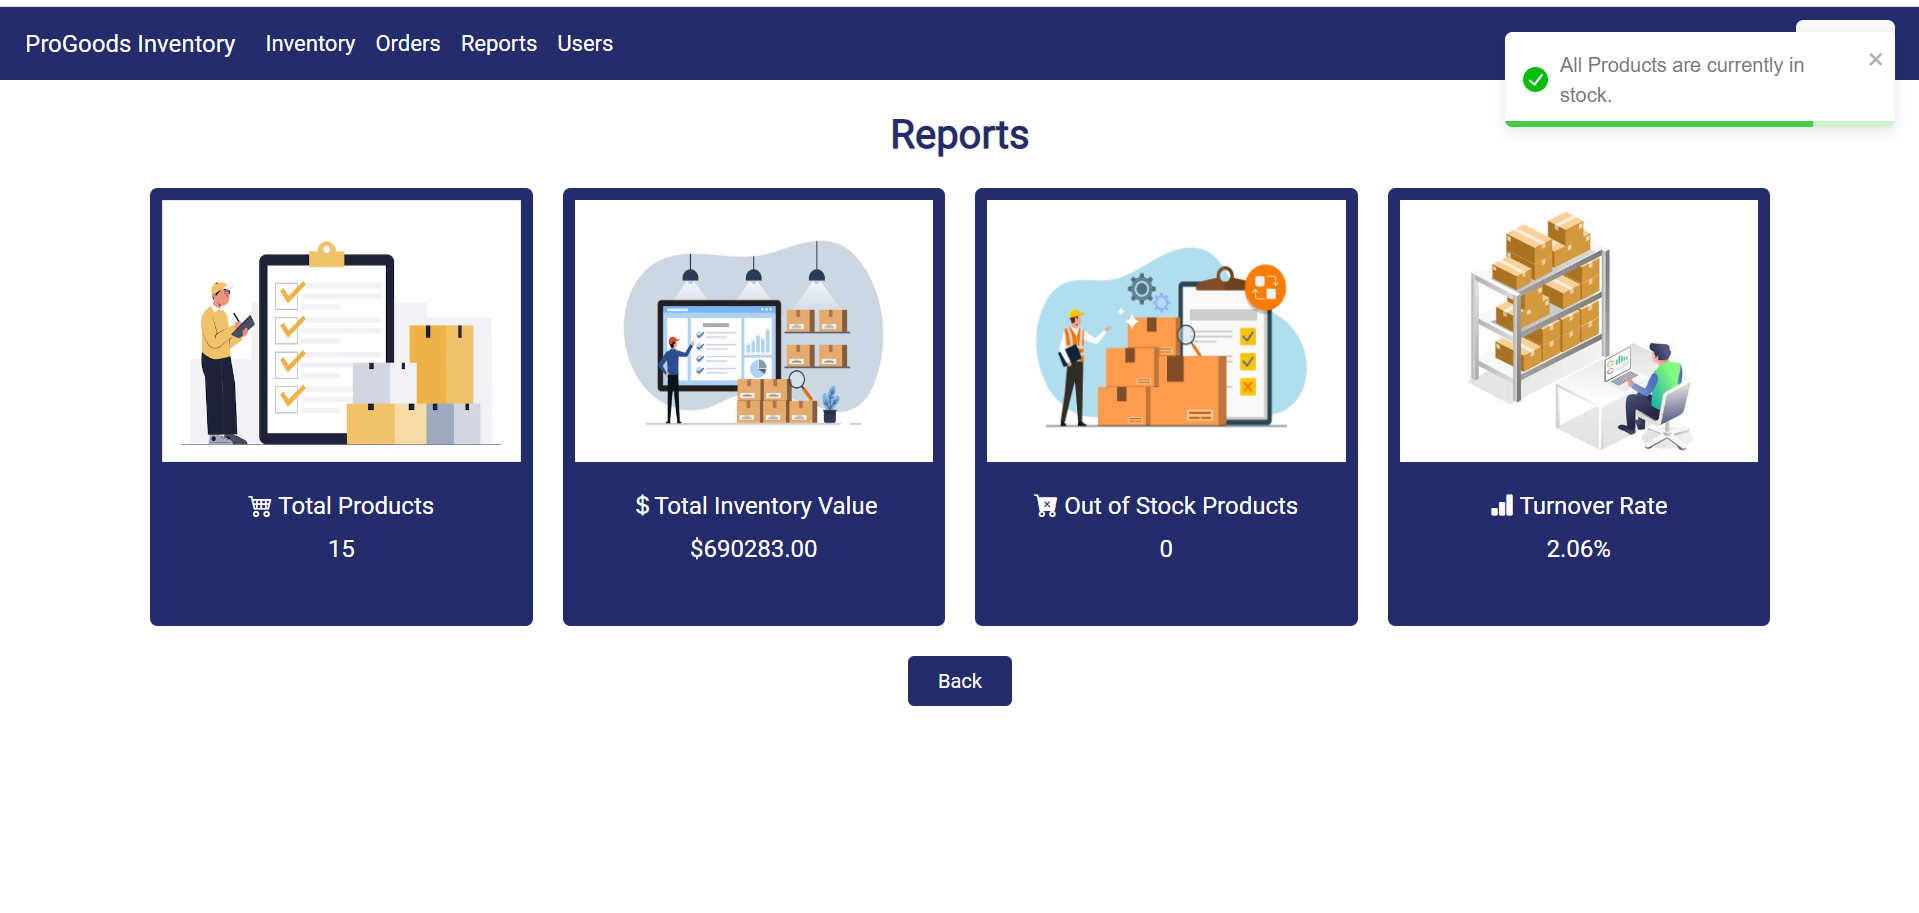 ProGoods Inventory Inventory Orders Reports Users
All Products are currently in
stock.
Reports
Total Products
15
$ Total Inventory Value
$690283.00
Out of Stock Products
0
Turnover Rate
2.06%
Back